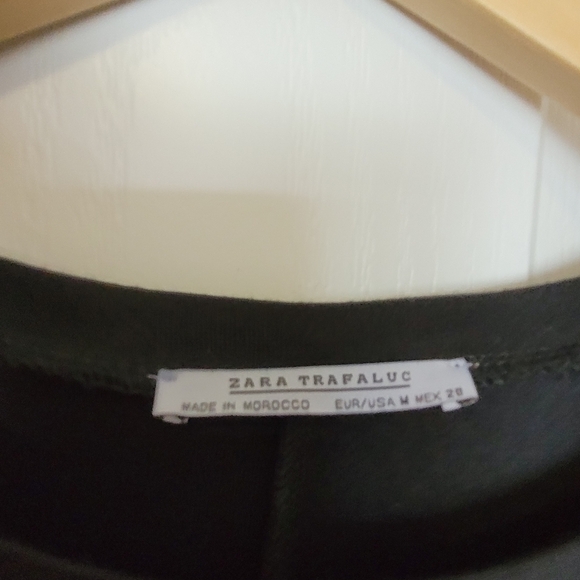 ZARA TRAFALUC
MADE IN MOROCCO EUR/USA M MEX 28